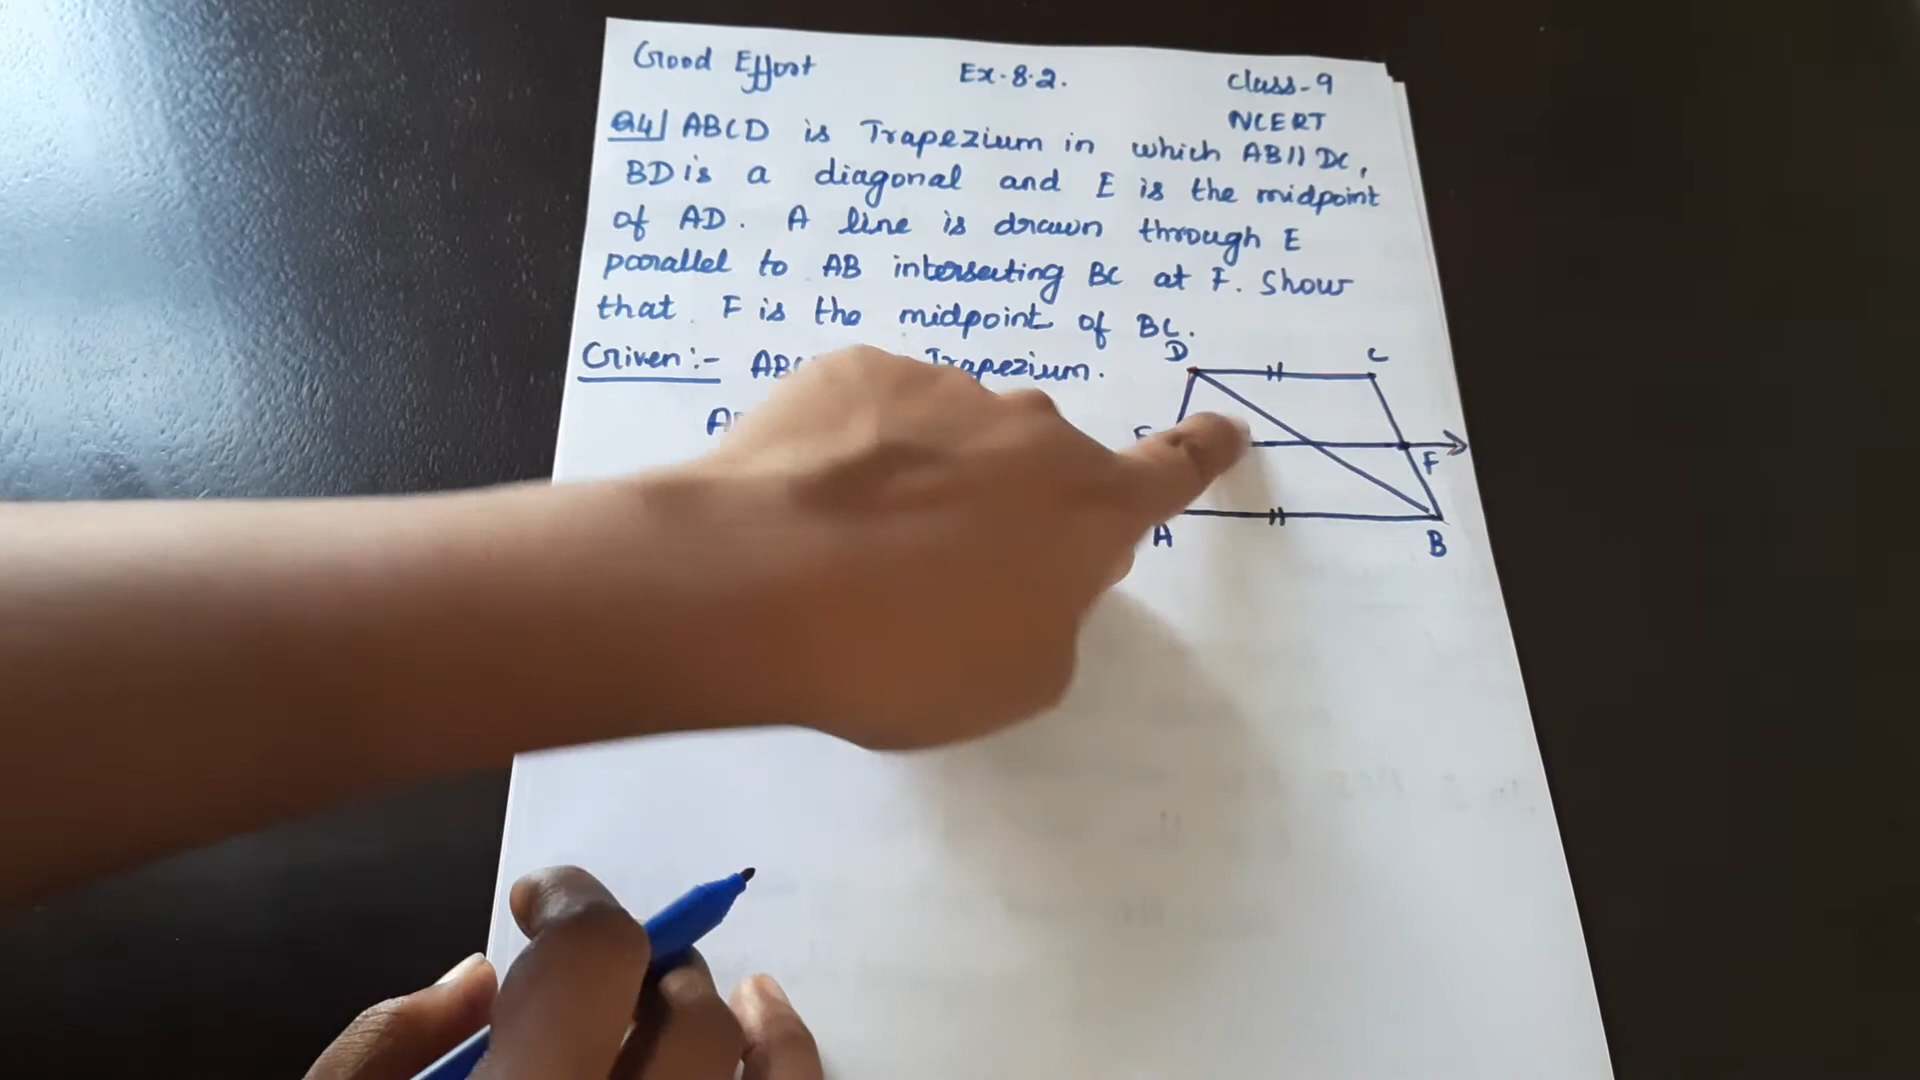 Good Effort Ex.8.2. Class-9
NCERT
Q4| ABCD is Trapezium in which AB||DC,
BD is a diagonal and E is the midpoint
of AD. A line is drawn through E
parallel to AB intersecting BC at F. Show
that F is the midpoint of BC.
Given:- Trapezium.
D C
F
A B